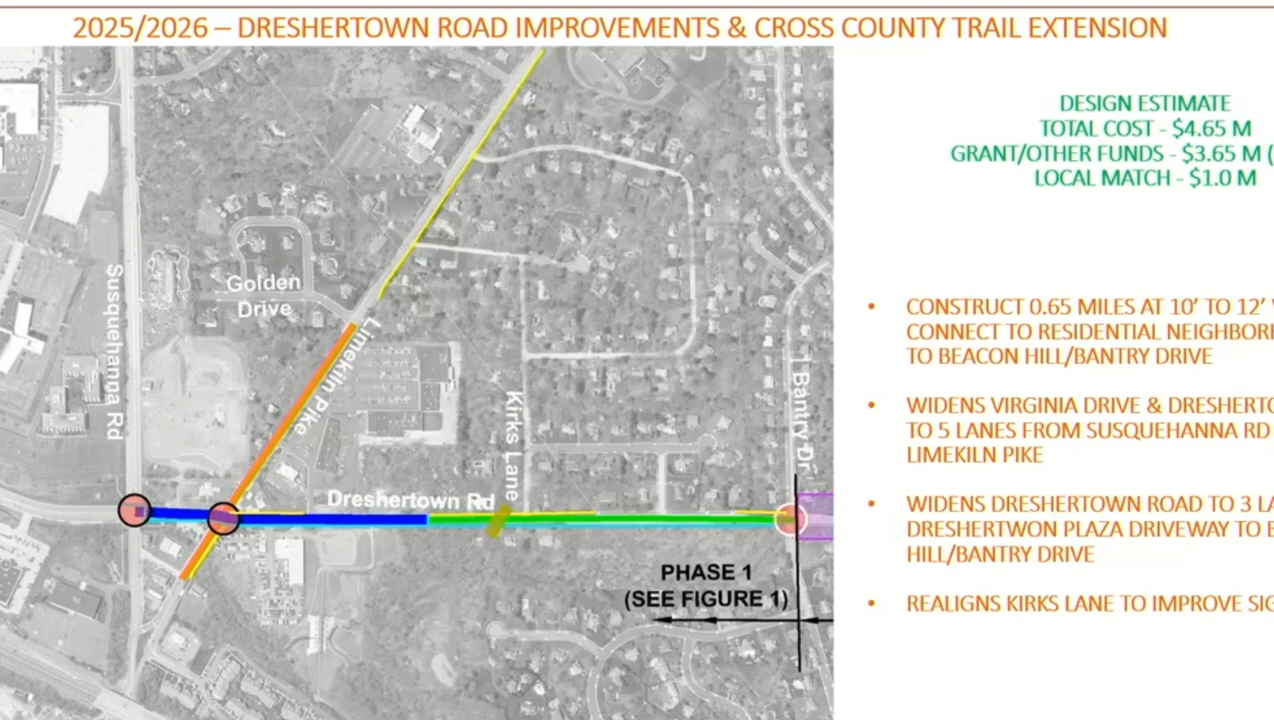 2025/2026 – DRESHERTOWN ROAD IMPROVEMENTS & CROSS COUNTY TRAIL EXTENSION
DESIGN ESTIMATE
TOTAL COST - $4.65 M
GRANT/OTHER FUNDS - $3.65 M (
LOCAL MATCH - $1.0 M
Susquehanna Rd
Golden
Drive
Limekiln Pike
Kirks Lane
Bantry Dr
Dreshertown Rd
PHASE 1
(SEE FIGURE 1)
• CONSTRUCT 0.65 MILES AT 10’ TO 12’
CONNECT TO RESIDENTIAL NEIGHBORI
TO BEACON HILL/BANTRY DRIVE
• WIDENS VIRGINIA DRIVE & DRESHERTO
TO 5 LANES FROM SUSQUEHANNA RD
LIMEKILN PIKE
• WIDENS DRESHERTOWN ROAD TO 3 LA
DRESHERTWON PLAZA DRIVEWAY TO B
HILL/BANTRY DRIVE
• REALIGNS KIRKS LANE TO IMPROVE SIG